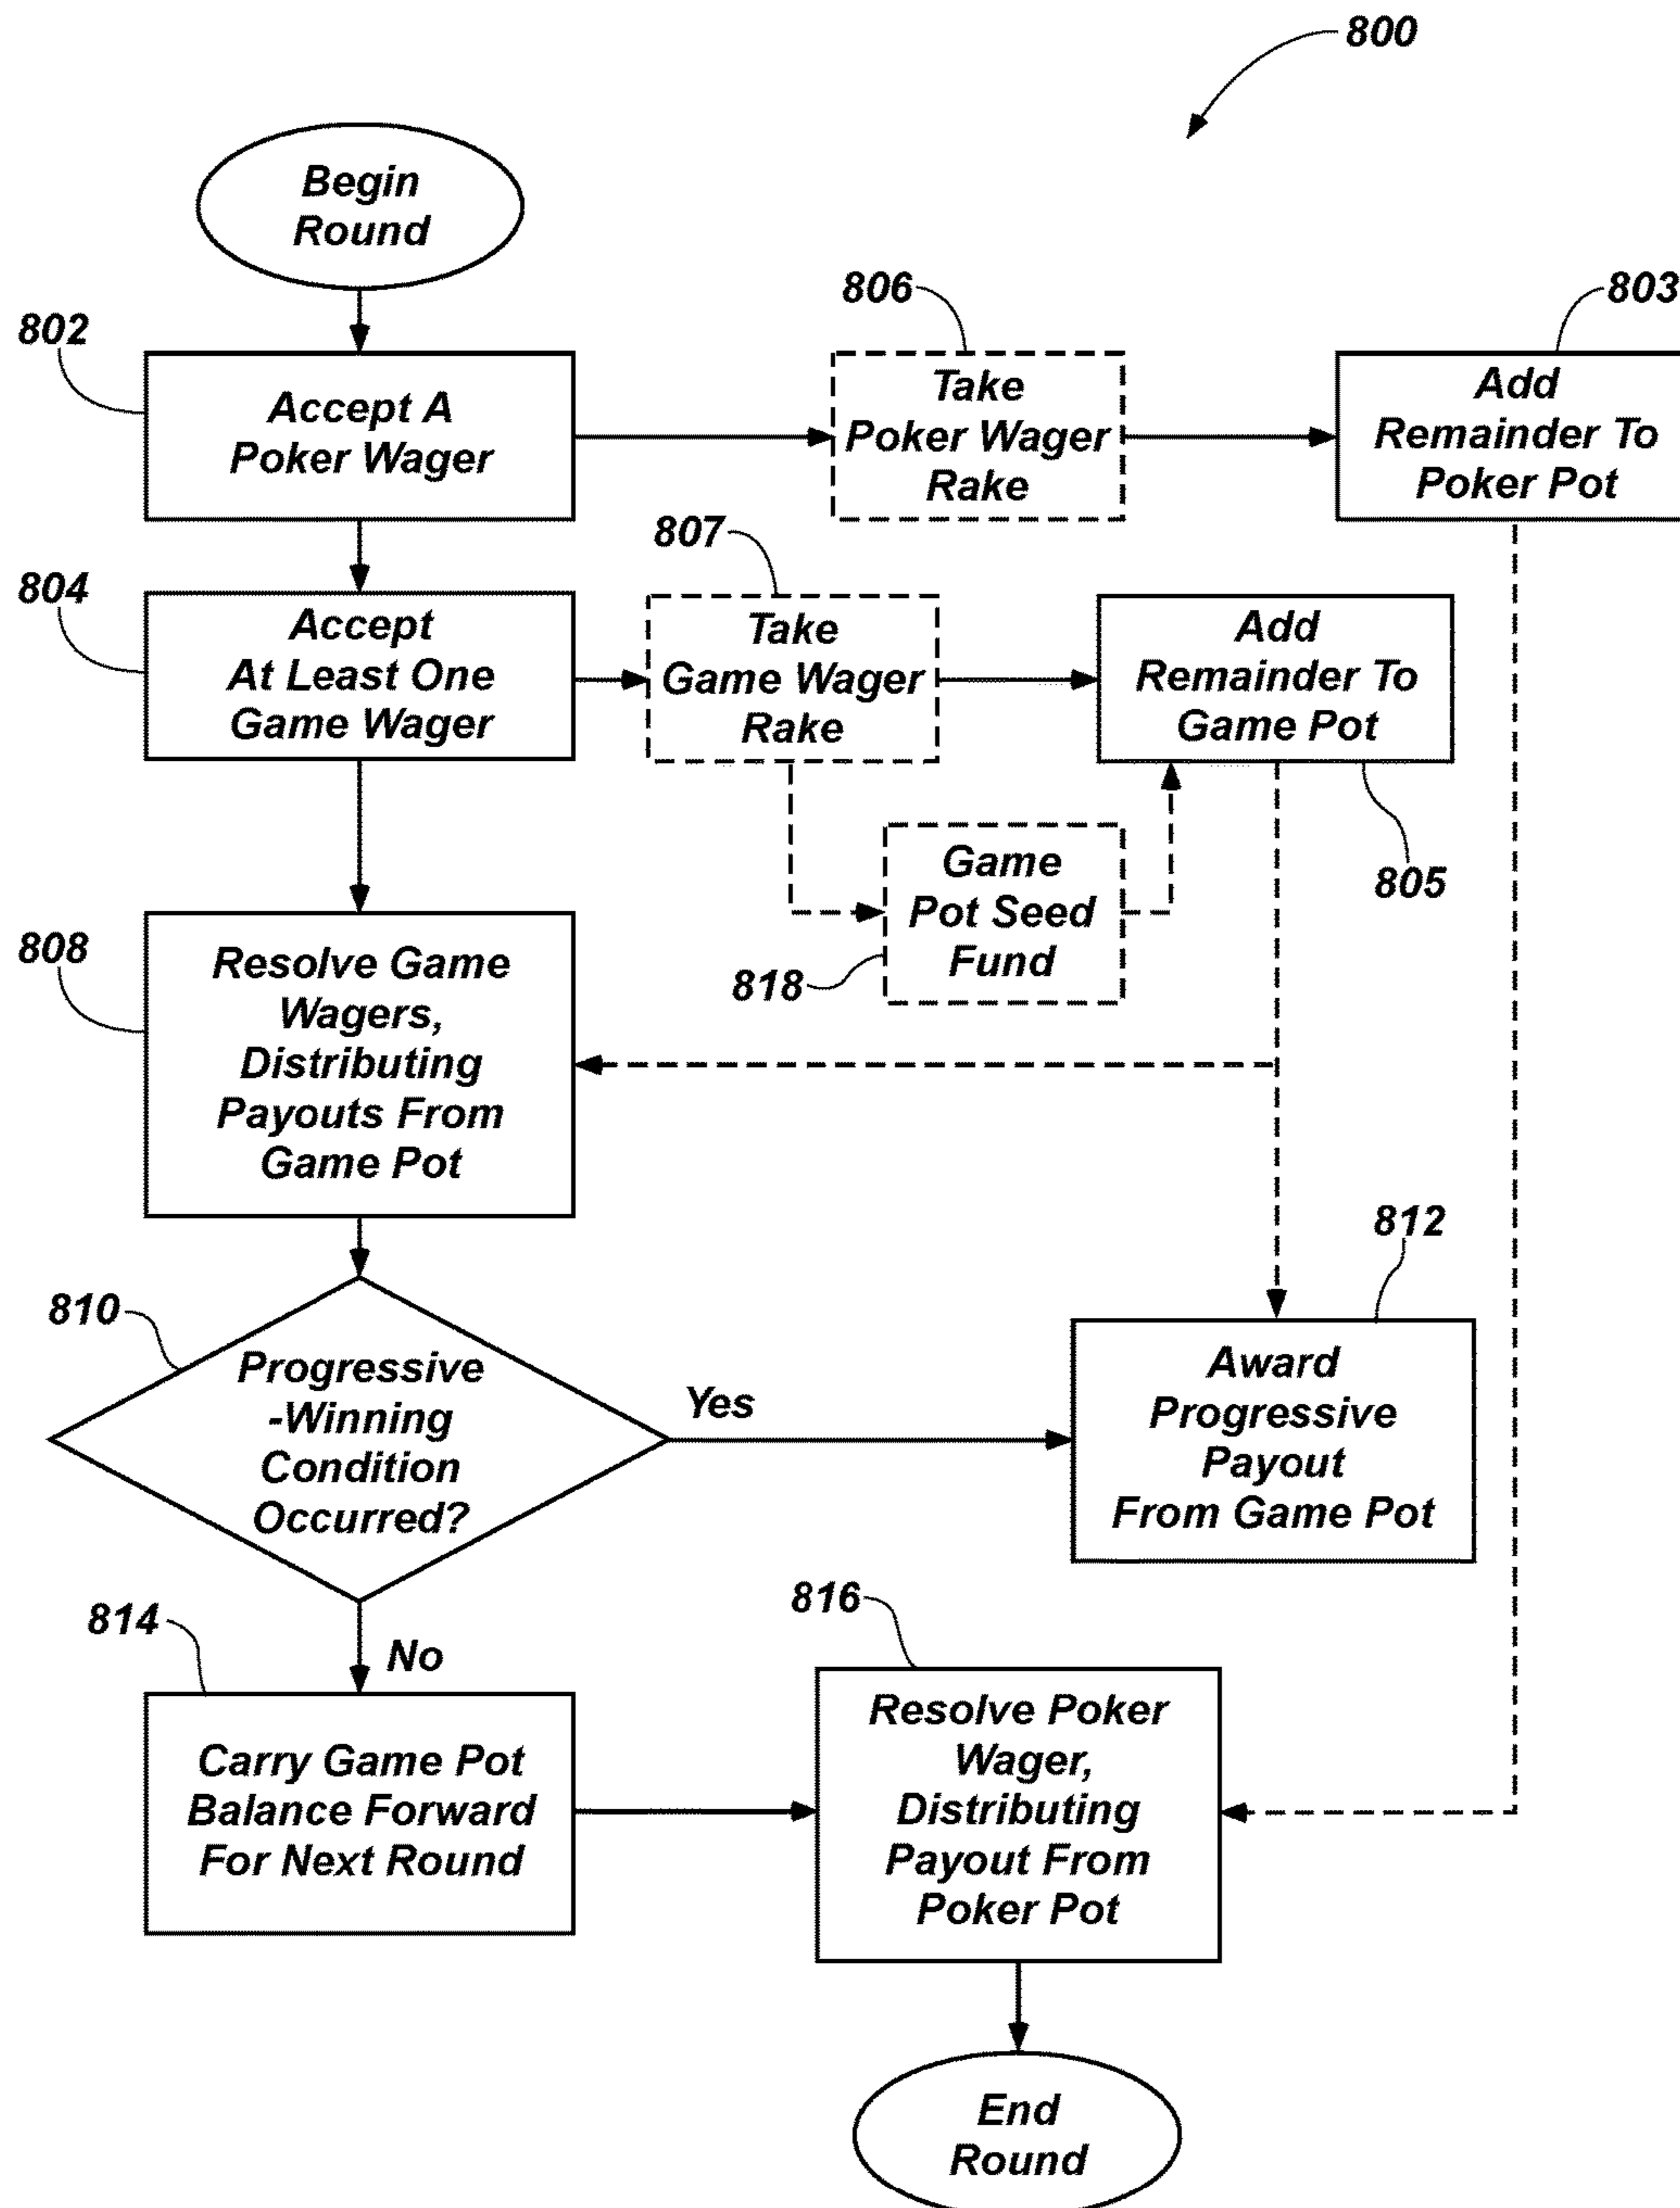 800
Begin
Round
806
803
802
Accept A
Poker Wager
Take
Poker Wager
Rake
Add
Remainder To
Poker Pot
807
804
Accept
At Least One
Game Wager
Take
Game Wager
Rake
Add
Remainder To
Game Pot
805
Game
Pot Seed
Fund
818
808
Resolve Game
Wagers,
Distributing
Payouts From
Game Pot
812
810
Progressive
-Winning
Condition
Occurred?
Yes
Award
Progressive
Payout
From Game Pot
816
814
No
Carry Game Pot
Balance Forward
For Next Round
Resolve Poker
Wager,
Distributing
Payout From
Poker Pot
End
Round